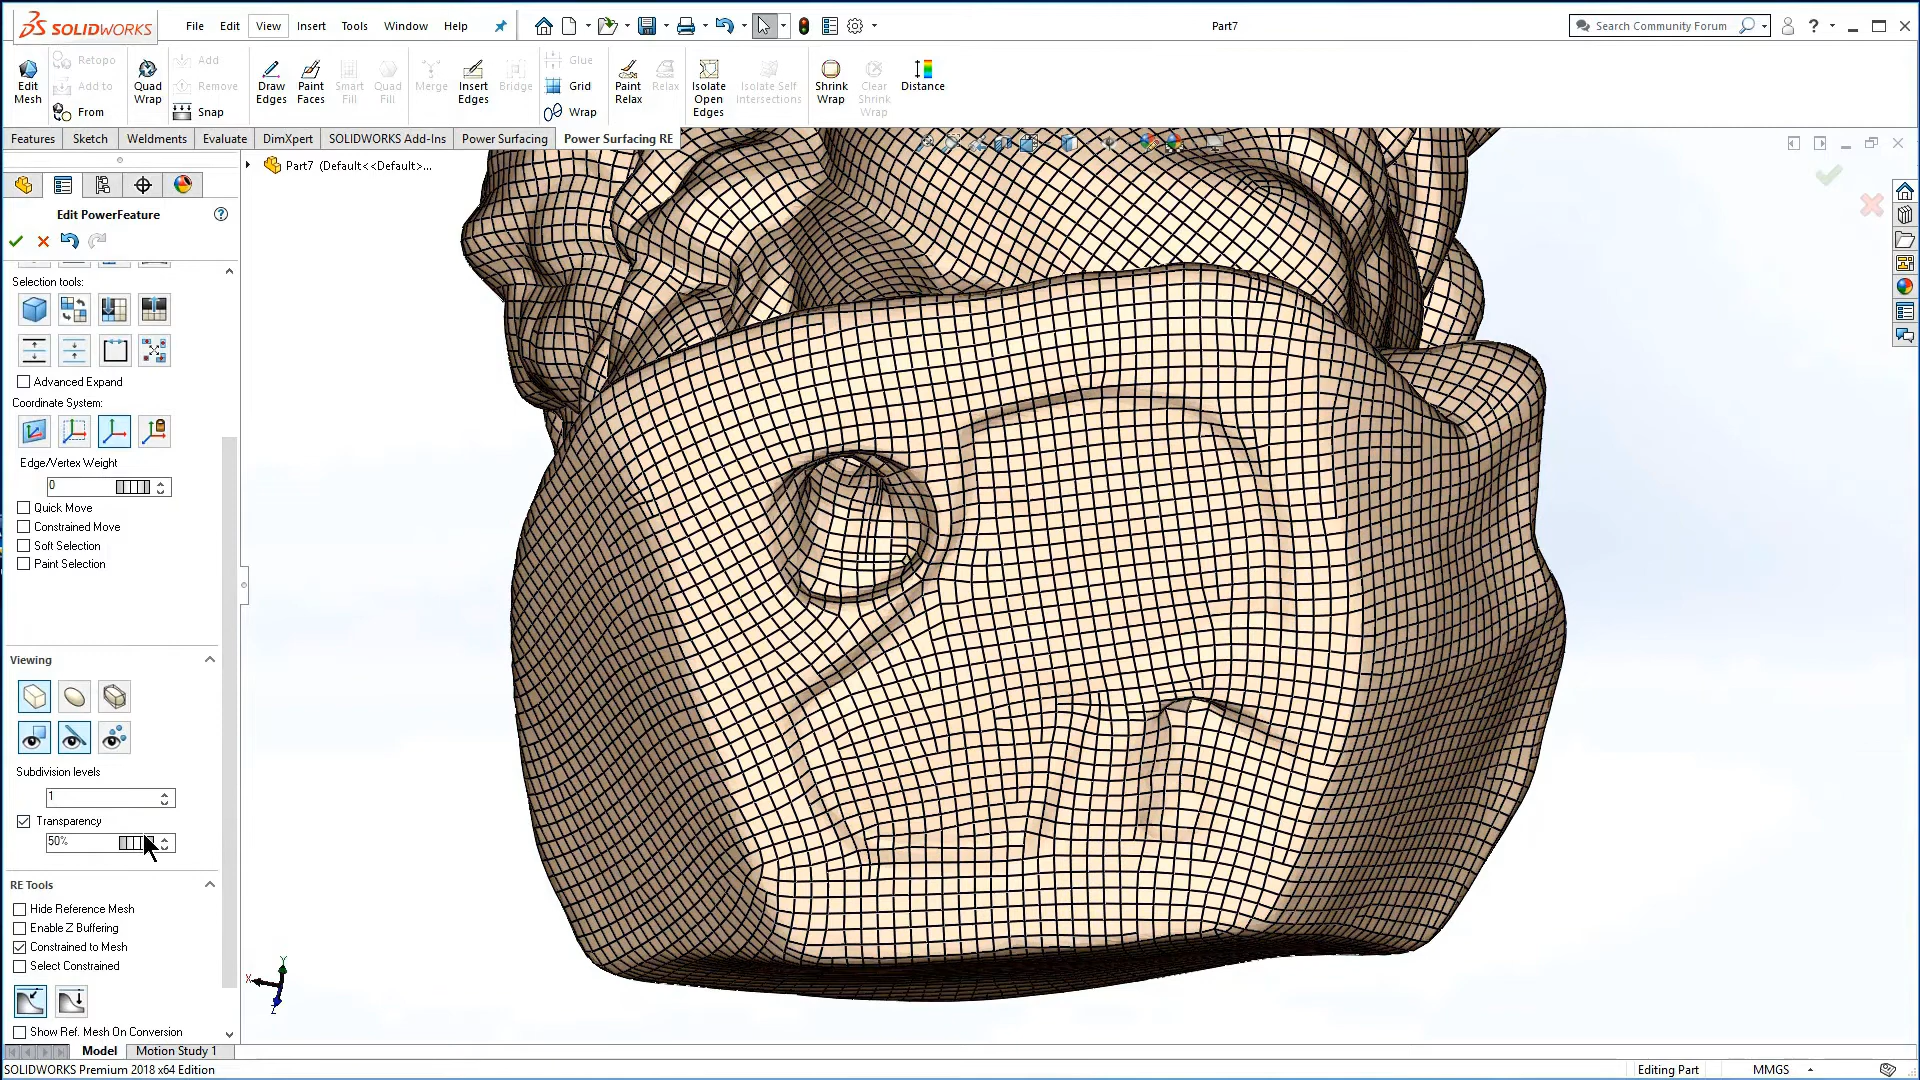 SOLIDWORKS
File Edit View Insert Tools Window Help
Part7
Search Community Forum
?
Edit Mesh
Retopo
Add to
From
Quad Wrap
Add
Remove
Snap
Draw Edges
Paint Faces
Smart Fill
Quad Fill
Merge
Insert Edges
Bridge
Glue
Grid
Wrap
Paint Relax
Relax
Isolate Open Edges
Isolate Self Intersections
Shrink Wrap
Clear Shrink Wrap
Distance
Features Sketch Weldments Evaluate DimXpert SOLIDWORKS Add-Ins Power Surfacing Power Surfacing RE
Part7 (Default<<Default>...
Edit PowerFeature
?
Selection tools:
Advanced Expand
Coordinate System:
Edge/Vertex Weight
0
Quick Move
Constrained Move
Soft Selection
Paint Selection
Viewing
Subdivision levels
1
Transparency
50%
RE Tools
Hide Reference Mesh
Enable Z Buffering
Constrained to Mesh
Select Constrained
Show Ref. Mesh On Conversion
Y
X
Z
Model Motion Study 1
SOLIDWORKS Premium 2018 x64 Edition
Editing Part
MMGS